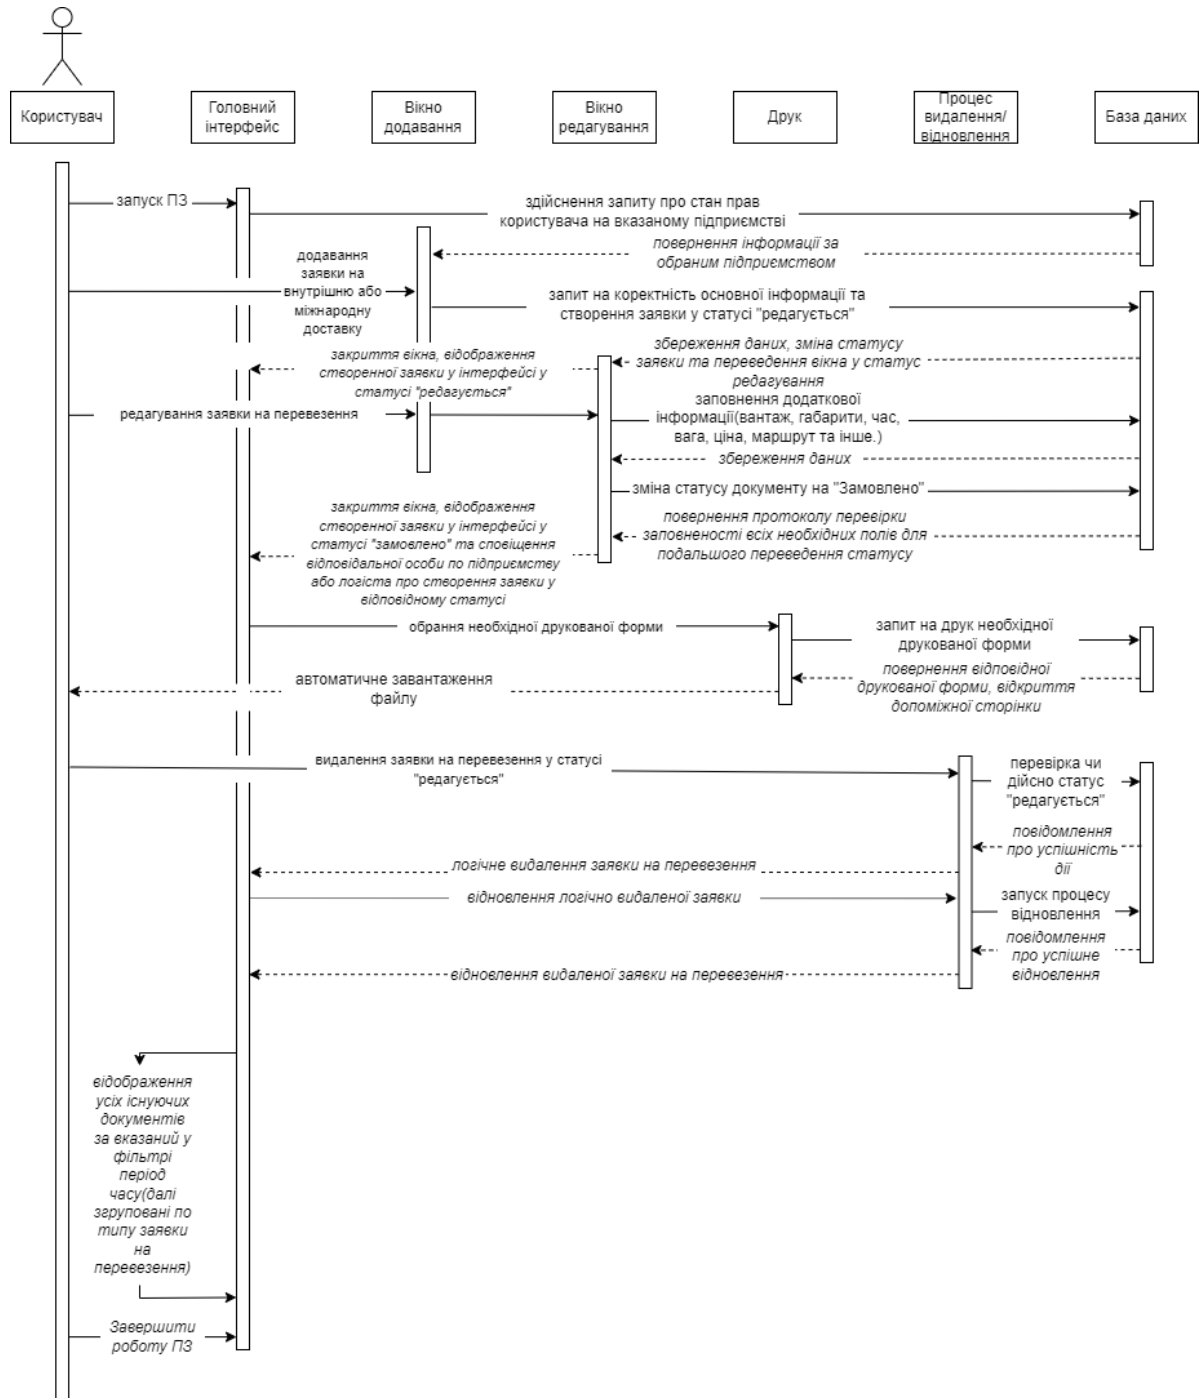 Користувач
Головний
інтерфейс
Вікно
додавання
Вікно
редагування
Друк
Процес
видалення/
відновлення
База даних
запуск ПЗ
здійснення запиту про стан прав
користувача на вказаному підприємстві
повернення інформації за
обраним підприємством
додавання
заявки на
внутрішню або
міжнародну
доставку
запит на коректність основної інформації та
створення заявки у статусі "редагується"
збереження даних, зміна статусу
заявки та переведення вікна у статус
редагування
закриття вікна, відображення
створенної заявки у інтерфейсі у
статусі "редагується"
редагування заявки на перевезення
заповнення додаткової
інформації(вантаж, габарити, час,
вага, ціна, маршрут та інше.)
збереження даних
зміна статусу документу на "Замовлено"
закриття вікна, відображення
створенної заявки у інтерфейсі у
статусі "замовлено" та сповіщення
відповідальної особи по підприємству
або логіста про створення заявки у
відповідному статусі
повернення протоколу перевірки
заповненості всіх необхідних полів для
подальшого переведення статусу
обрання необхідної друкованої форми
запит на друк необхідної
друкованої форми
повернення відповідної
друкованої форми, відкриття
допоміжної сторінки
автоматичне завантаження
файлу
видалення заявки на перевезення у статусі
"редагується"
перевірка чи
дійсно статус
"редагується"
повідомлення
про успішність
дії
логічне видалення заявки на перевезення
відновлення логічно видаленої заявки
запуск процесу
відновлення
повідомлення
про успішне
відновлення
відновлення видаленої заявки на перевезення
відображення
усіх існуючих
документів
за вказаний у
фільтрі
період
часу(далі
згруповані по
типу заявки
на
перевезення)
Завершити
роботу ПЗ